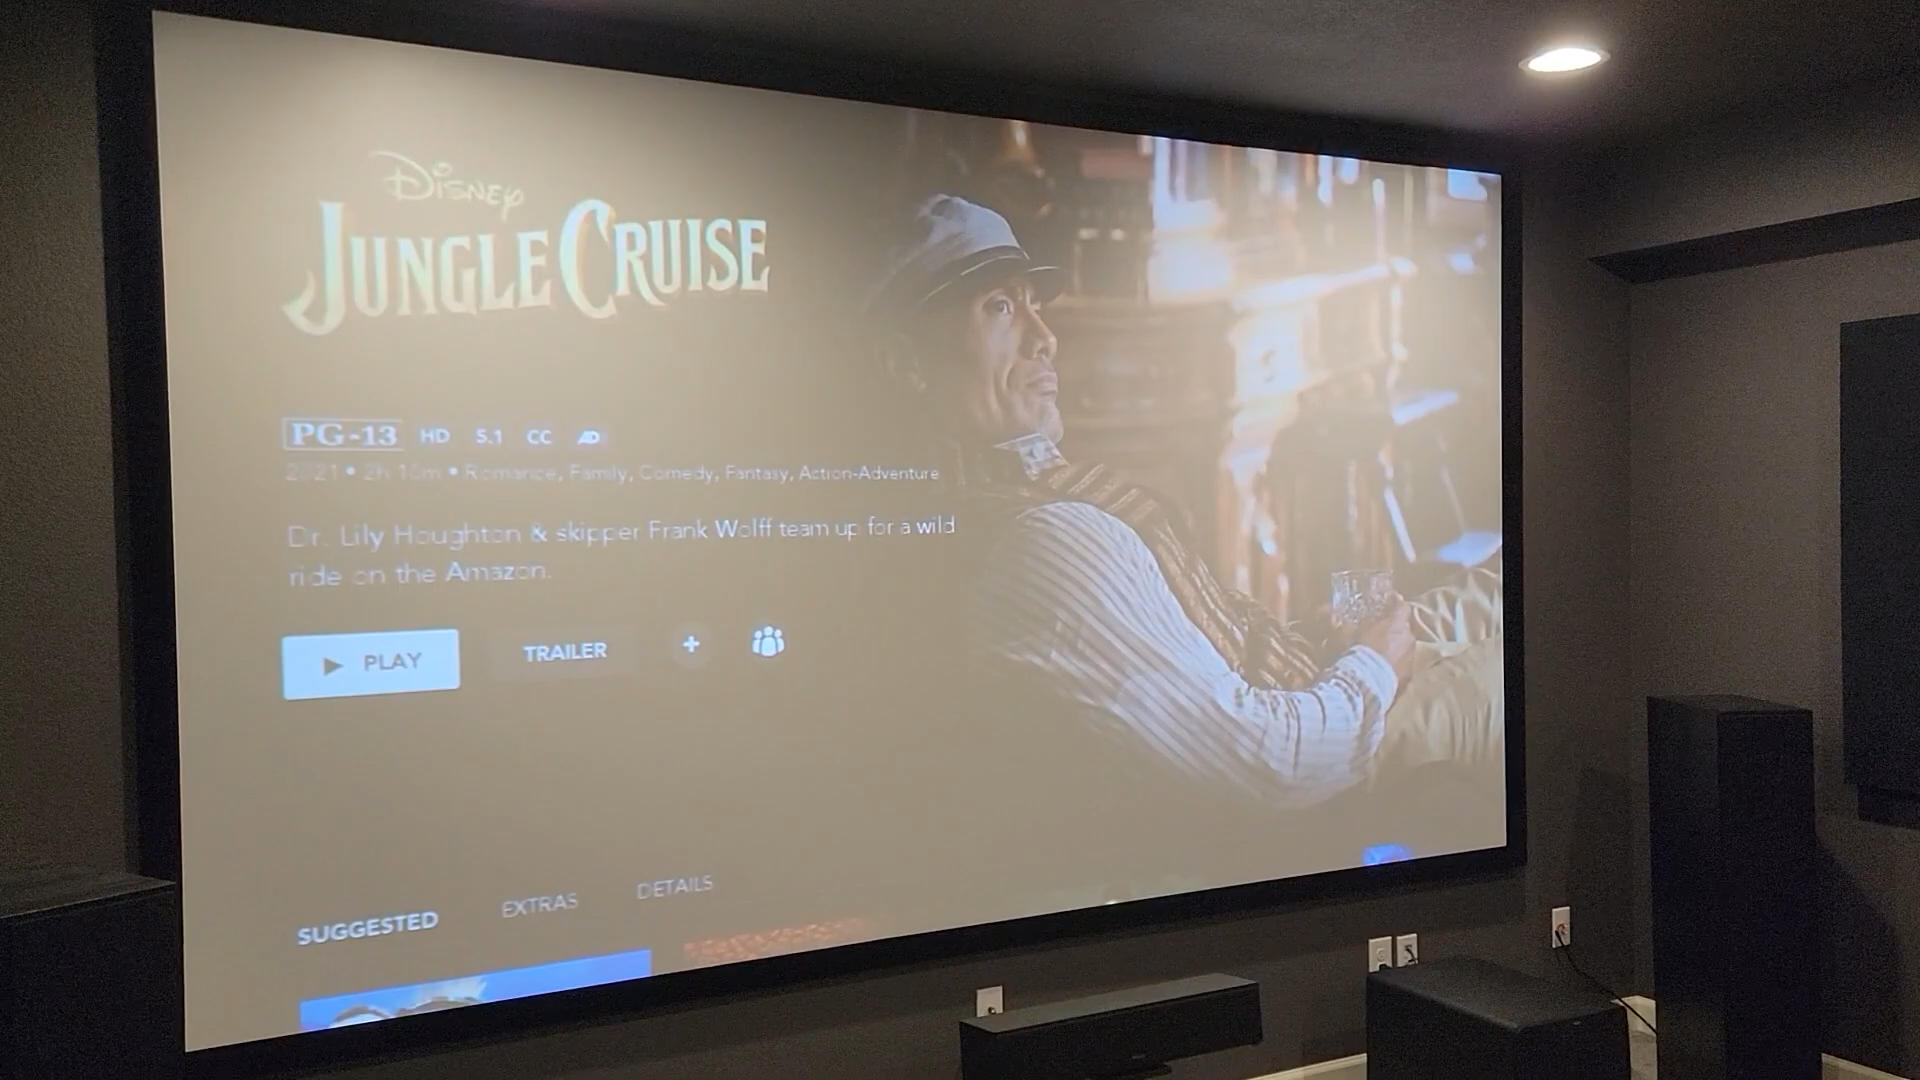 Disney
JUNGLE CRUISE
PG-13 HD 5.1 CC AD
2021 • 2h 10m • Romance, Family, Comedy, Fantasy, Action-Adventure
Dr. Lily Houghton & skipper Frank Wolff team up for a wild
ride on the Amazon.
PLAY TRAILER +
SUGGESTED EXTRAS DETAILS